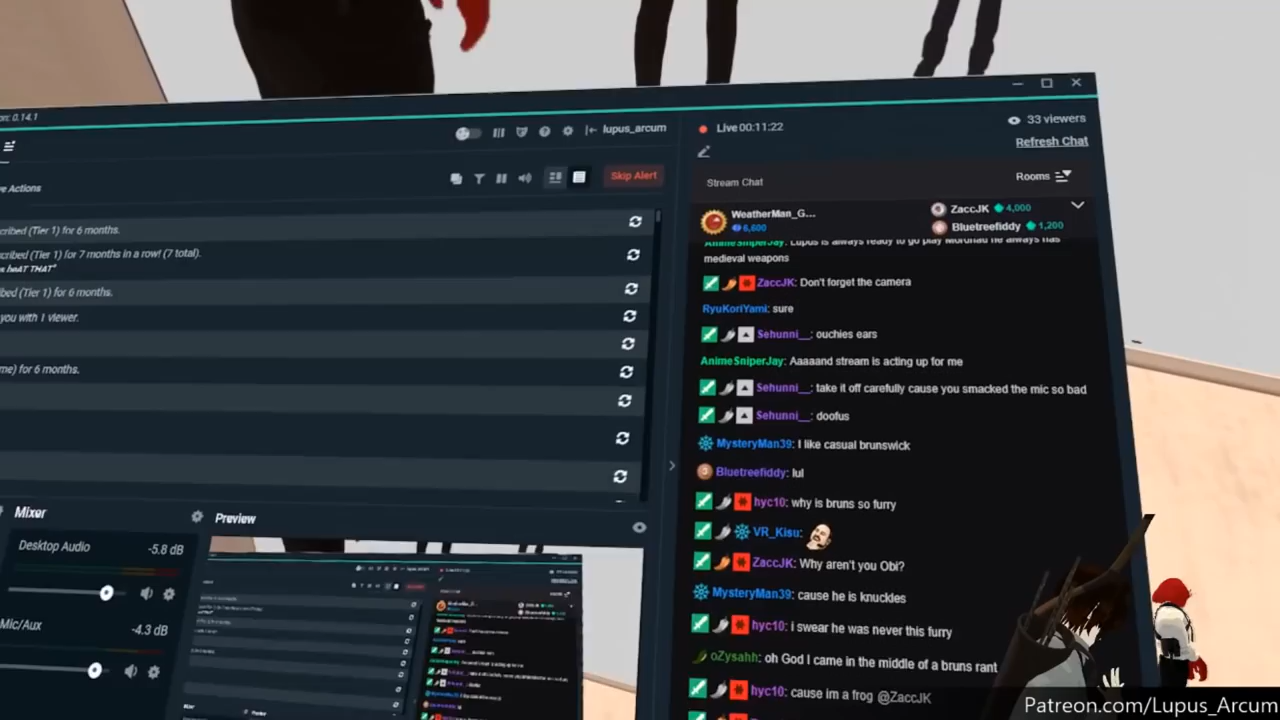 on: 0.14.1
lupus_arcum
ve Actions
Skip Alert
cribed (Tier 1) for 6 months.
scribed (Tier 1) for 7 months in a row! (7 total).
s heAT THAT"
ibed (Tier 1) for 6 months.
you with 1 viewer.
me) for 6 months.
Mixer
Desktop Audio
-5.8 dB
Mic/Aux
-4.3 dB
Preview
Live 00:11:22
33 viewers
Refresh Chat
Stream Chat
Rooms
WeatherMan_G...
6,600
ZaccJK 4,000
Bluetreefiddy 1,200
AnimeSniperJay: Lupus is always ready to go play Mordhau he always has
medieval weapons
ZaccJK: Don't forget the camera
RyuKoriYami: sure
Sehunni__: ouchies ears
AnimeSniperJay: Aaaaand stream is acting up for me
Sehunni__: take it off carefully cause you smacked the mic so bad
Sehunni__: doofus
MysteryMan39: I like casual brunswick
Bluetreefiddy: lul
hyc10: why is bruns so furry
VR_Kisu:
ZaccJK: Why aren't you Obi?
MysteryMan39: cause he is knuckles
hyc10: i swear he was never this furry
oZysahh: oh God I came in the middle of a bruns rant
hyc10: cause im a frog @ZaccJK
Patreon.com/Lupus_Arcum